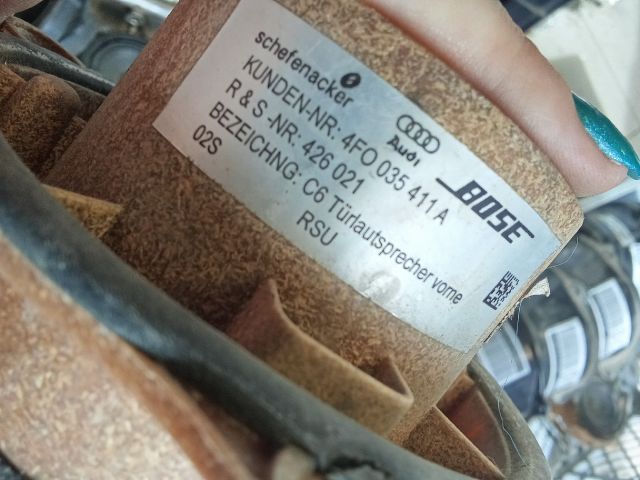 schefenacker
Audi
BOSE
KUNDEN-NR: 4F0 035 411 A
R & S -NR: 426 021
BEZEICHNG: C6 Türlautsprecher vorne
02S
RSU